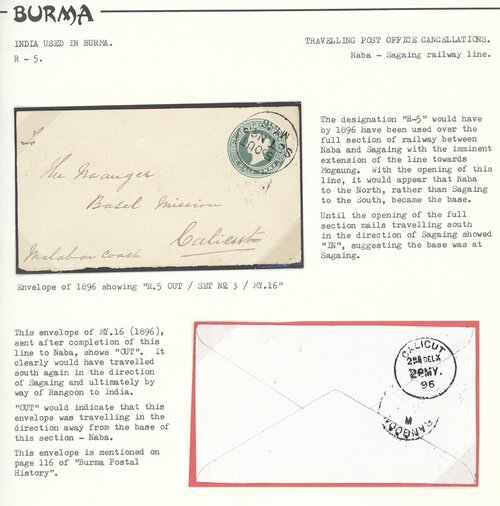 BURMA
INDIA USED IN BURMA.
TRAVELLING POST OFFICE CANCELLATIONS.
R - 5.
Naba - Sagaing railway line.
To
The Manager
Basel Mission
Calicut
Malabar Coast
OUT
SET
The designation "R-5" would have
by 1896 have been used over the
full section of railway between
Naba and Sagaing with the imminent
extension of the line towards
Mogaung. With the opening of this
line, it would appear that Naba
to the North, rather than Sagaing
to the South, became the base.
Until the opening of the full
section mails travelling south
in the direction of Sagaing showed
"IN", suggesting the base was at
Sagaing.
Envelope of 1896 showing "R.5 OUT / SET Nº 3 / MY.16"
This envelope of MY.16 (1896),
sent after completion of this
line to Naba, shows "OUT". It
clearly would have travelled
south again in the direction
of Sagaing and ultimately by
way of Rangoon to India.
"OUT" would indicate that this
envelope was travelling in the
direction away from the base of
this section - Naba.
This envelope is mentioned on
page 116 of "Burma Postal
History".
CALICUT
DELX
MY.
96
M
RANGOON